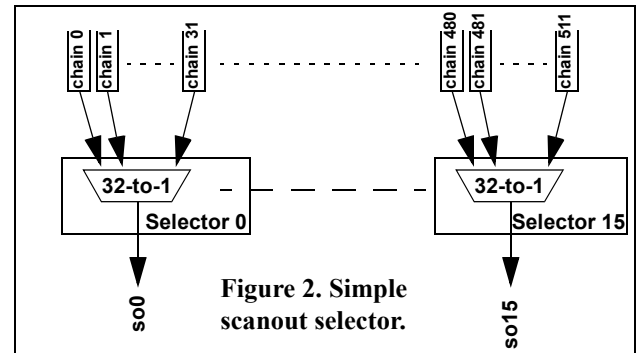 chain 0
chain 1
chain 31
chain 480
chain 481
chain 511
32-to-1
32-to-1
Selector 0
Selector 15
so0
so15
Figure 2. Simple
scanout selector.